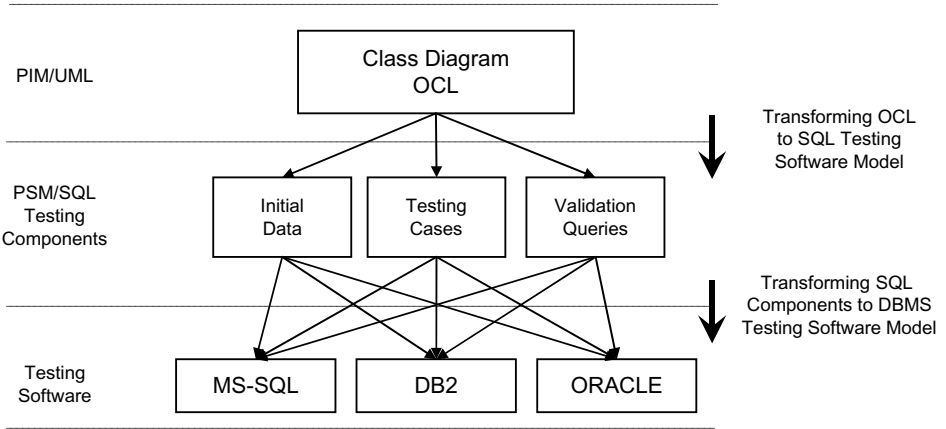 Class Diagram
OCL
PIM/UML
Transforming OCL
to SQL Testing
Software Model
PSM/SQL
Testing
Components
Initial
Data
Testing
Cases
Validation
Queries
Transforming SQL
Components to DBMS
Testing Software Model
Testing
Software
MS-SQL
DB2
ORACLE